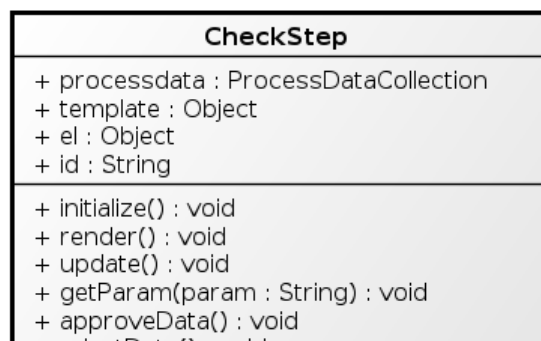 CheckStep
+ processdata : ProcessDataCollection
+ template : Object
+ el : Object
+ id : String
+ initialize() : void
+ render() : void
+ update() : void
+ getParam(param : String) : void
+ approveData() : void